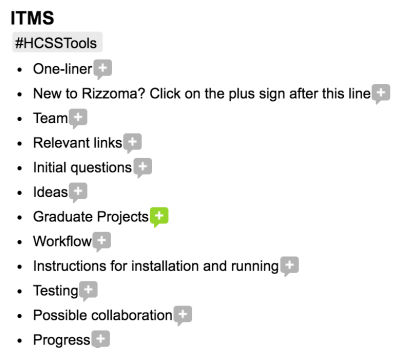 ITMS
#HCSSTools
One-liner
New to Rizzoma? Click on the plus sign after this line
Team
Relevant links
Initial questions
Ideas
Graduate Projects
Workflow
Instructions for installation and running
Testing
Possible collaboration
Progress